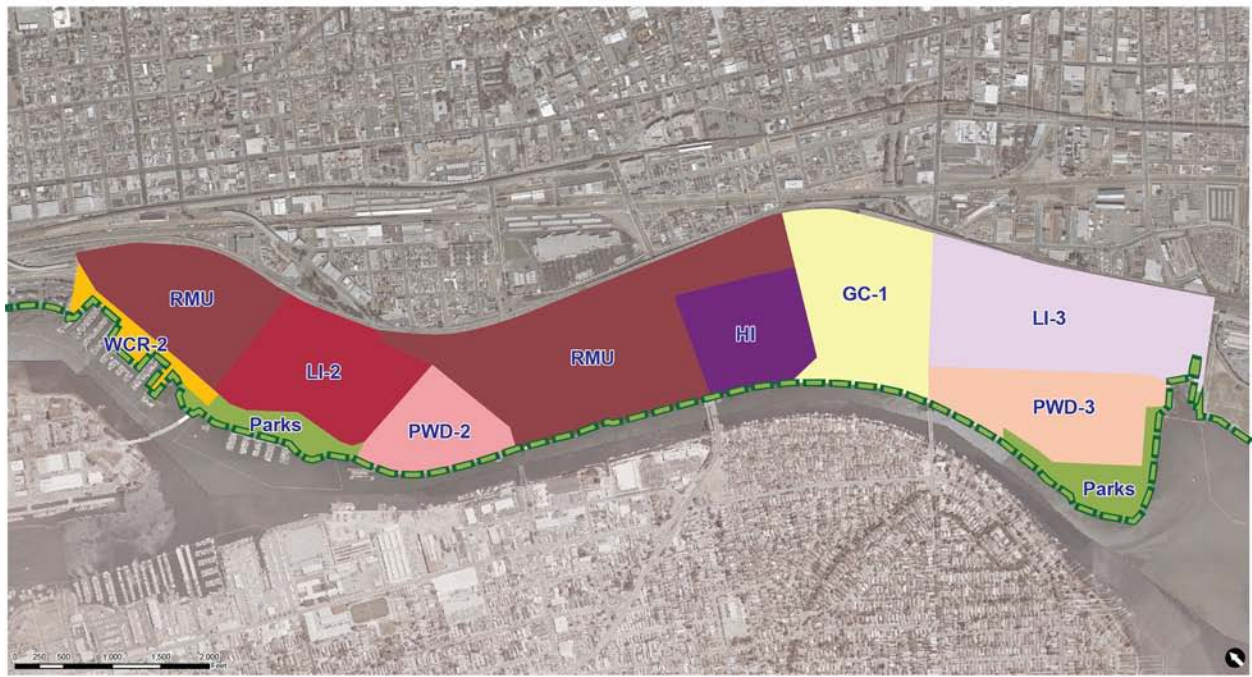 RMU
GC-1
LI-3
WCR-2
LI-2
RMU
HI
Parks
PWD-2
PWD-3
Parks
0 250 500 1,000 1,500 2,000
Feet